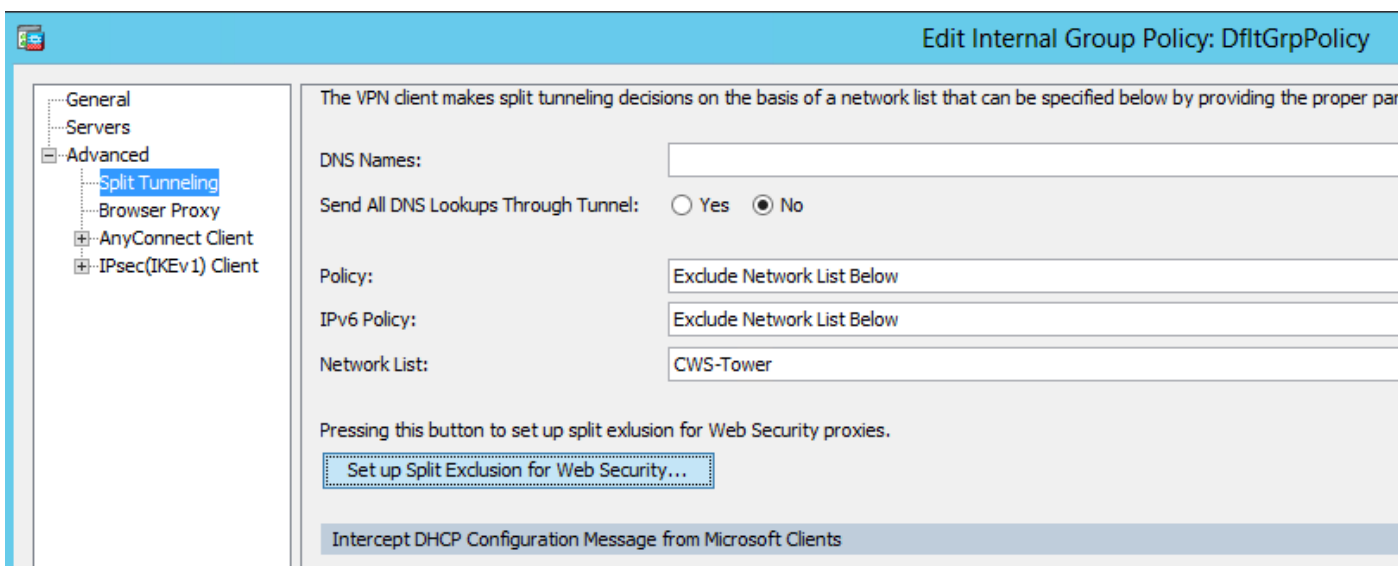 Edit Internal Group Policy: DfltGrpPolicy
General
Servers
Advanced
Split Tunneling
Browser Proxy
AnyConnect Client
IPsec(IKEv1) Client
The VPN client makes split tunneling decisions on the basis of a network list that can be specified below by providing the proper par
DNS Names:
Send All DNS Lookups Through Tunnel: Yes No
Policy: Exclude Network List Below
IPv6 Policy: Exclude Network List Below
Network List: CWS-Tower
Pressing this button to set up split exlusion for Web Security proxies.
Set up Split Exclusion for Web Security...
Intercept DHCP Configuration Message from Microsoft Clients